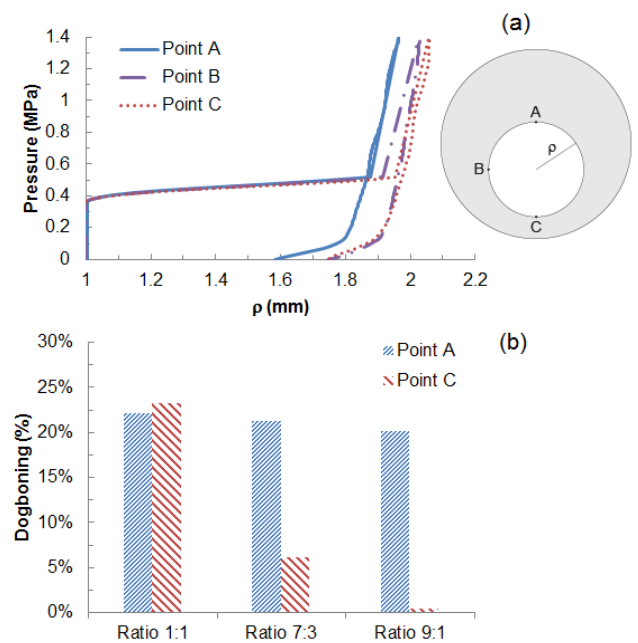 (a)
1.4
1.2
1
0.8
0.6
0.4
0.2
0
Pressure (MPa)
Point A
Point B
Point C
1
1.2
1.4
1.6
1.8
2
2.2
ρ (mm)
A
ρ
B
C
(b)
30%
25%
20%
15%
10%
5%
0%
Dogboning (%)
Point A
Point C
Ratio 1:1
Ratio 7:3
Ratio 9:1